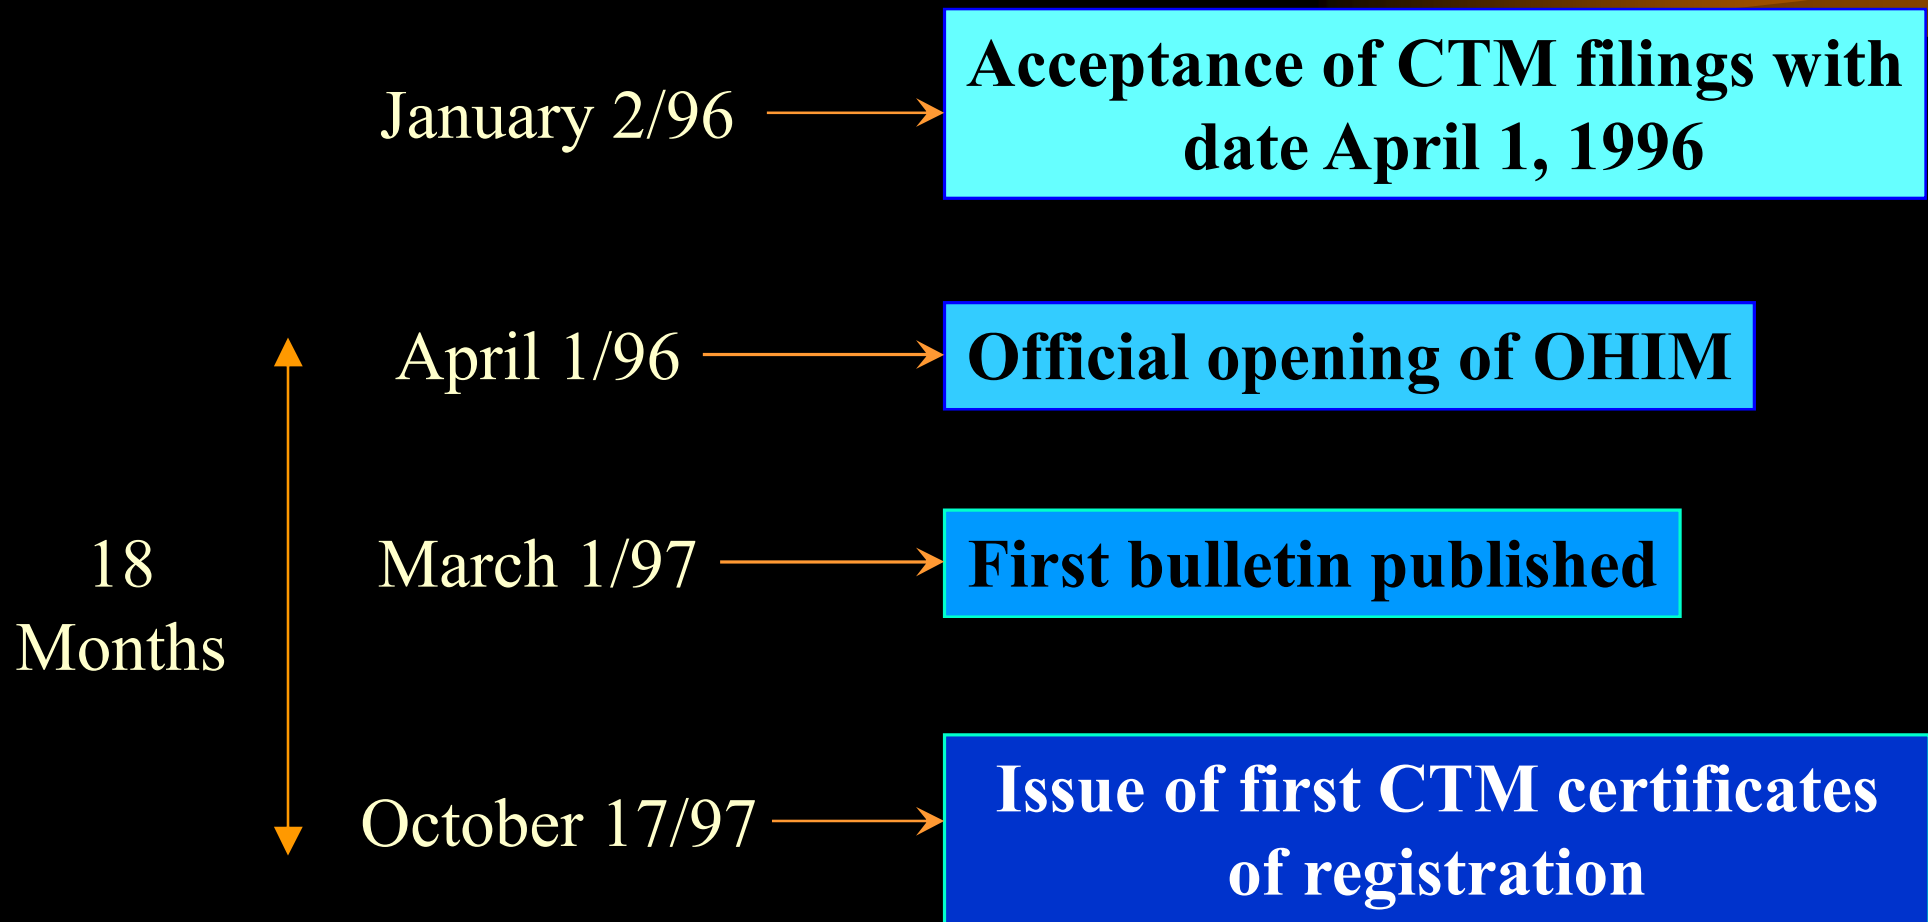 January 2/96
Acceptance of CTM filings with
date April 1, 1996
April 1/96
Official opening of OHIM
18
Months
March 1/97
First bulletin published
October 17/97
Issue of first CTM certificates
of registration